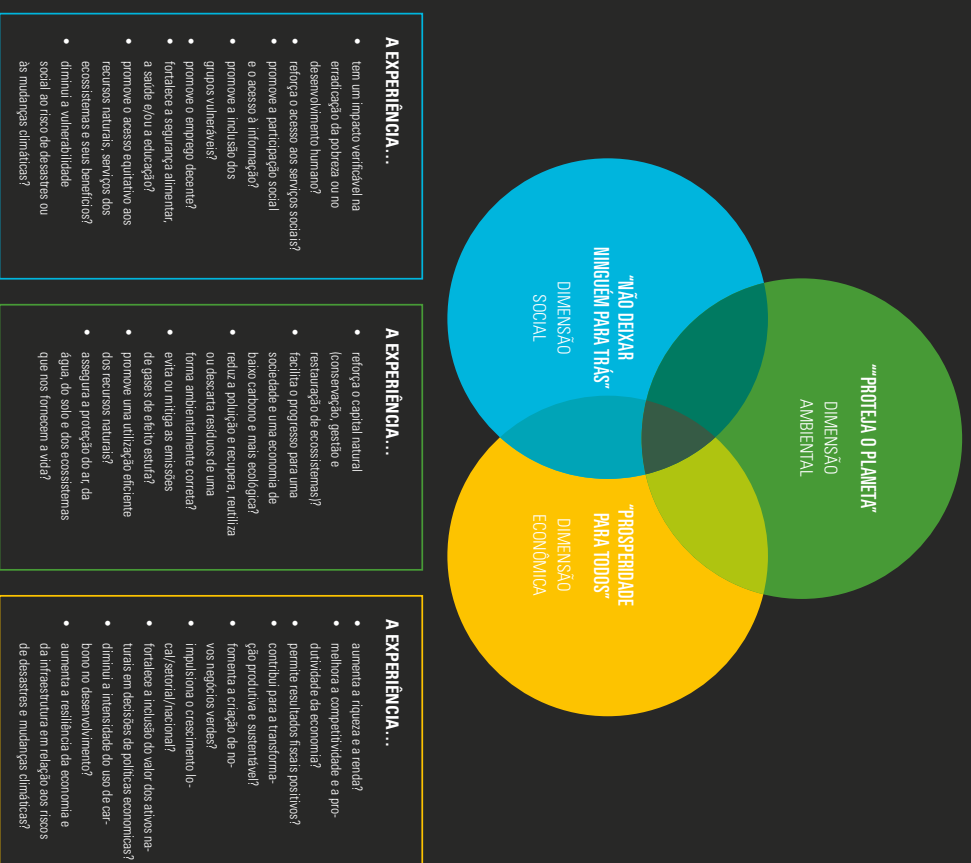 ""PROTEJA O PLANETA"
DIMENSÃO
AMBIENTAL
"NÃO DEIXAR
NINGUÉM PARA TRÁS"
DIMENSÃO
SOCIAL
"PROSPERIDADE
PARA TODOS"
DIMENSÃO
ECONÔMICA
A EXPERIÊNCIA...
• tem um impacto verificável na
erradicação da pobreza ou no
desenvolvimento humano?
• reforça o acesso aos serviços sociais?
• promove a participação social
e o acesso à informação?
• promove a inclusão dos
grupos vulneráveis?
• promove o emprego decente?
• fortalece a segurança alimentar,
a saúde e/ou a educação?
• promove o acesso equitativo aos
recursos naturais, serviços dos
ecossistemas e seus benefícios?
• diminui a vulnerabilidade
social ao risco de desastres ou
às mudanças climáticas?
A EXPERIÊNCIA...
• reforça o capital natural
(conservação, gestão e
restauração de ecossistemas)?
• facilita o progresso para uma
sociedade e uma economia de
baixo carbono e mais ecológica?
• reduz a poluição e recupera, reutiliza
ou descarta resíduos de uma
forma ambientalmente correta?
• evita ou mitiga as emissões
de gases de efeito estufa?
• promove uma utilização eficiente
dos recursos naturais?
• assegura a proteção do ar, da
água, do solo e dos ecossistemas
que nos fornecem a vida?
A EXPERIÊNCIA...
• aumenta a riqueza e a renda?
• melhora a competitividade e a pro-
dutividade da economia?
• permite resultados fiscais positivos?
• contribui para a transforma-
ção produtiva e sustentável?
• fomenta a criação de no-
vos negócios verdes?
• impulsiona o crescimento lo-
cal/setorial/nacional?
• fortalece a inclusão do valor dos ativos na-
turais em decisões de políticas economicas?
• diminui a intensidade do uso de car-
bono no desenvolvimento?
• aumenta a resiliência da economia e
da infraestrutura em relação aos riscos
de desastres e mudanças climáticas?